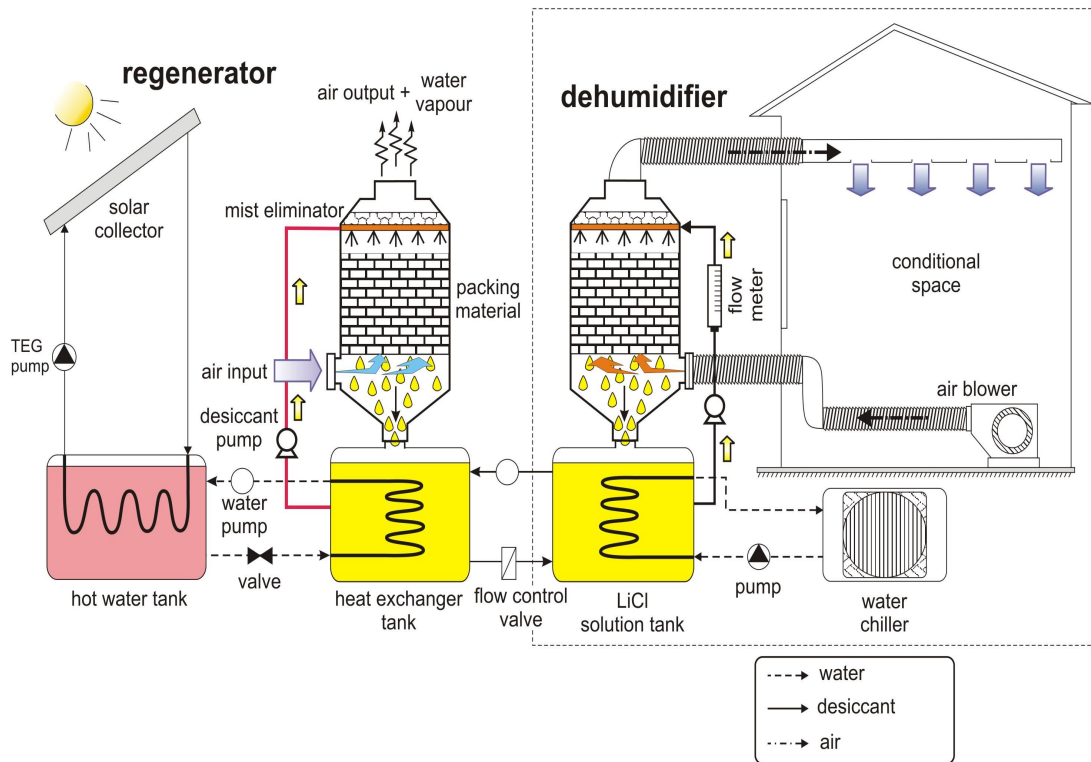 regenerator
air output + water
vapour
dehumidifier
solar
collector
mist eliminator
packing
material
flow
meter
conditional
space
TEG
pump
air input
desiccant
pump
air blower
water
pump
valve
hot water tank
heat exchanger
tank
flow control
valve
LiCl
solution tank
pump
water
chiller
water
desiccant
air